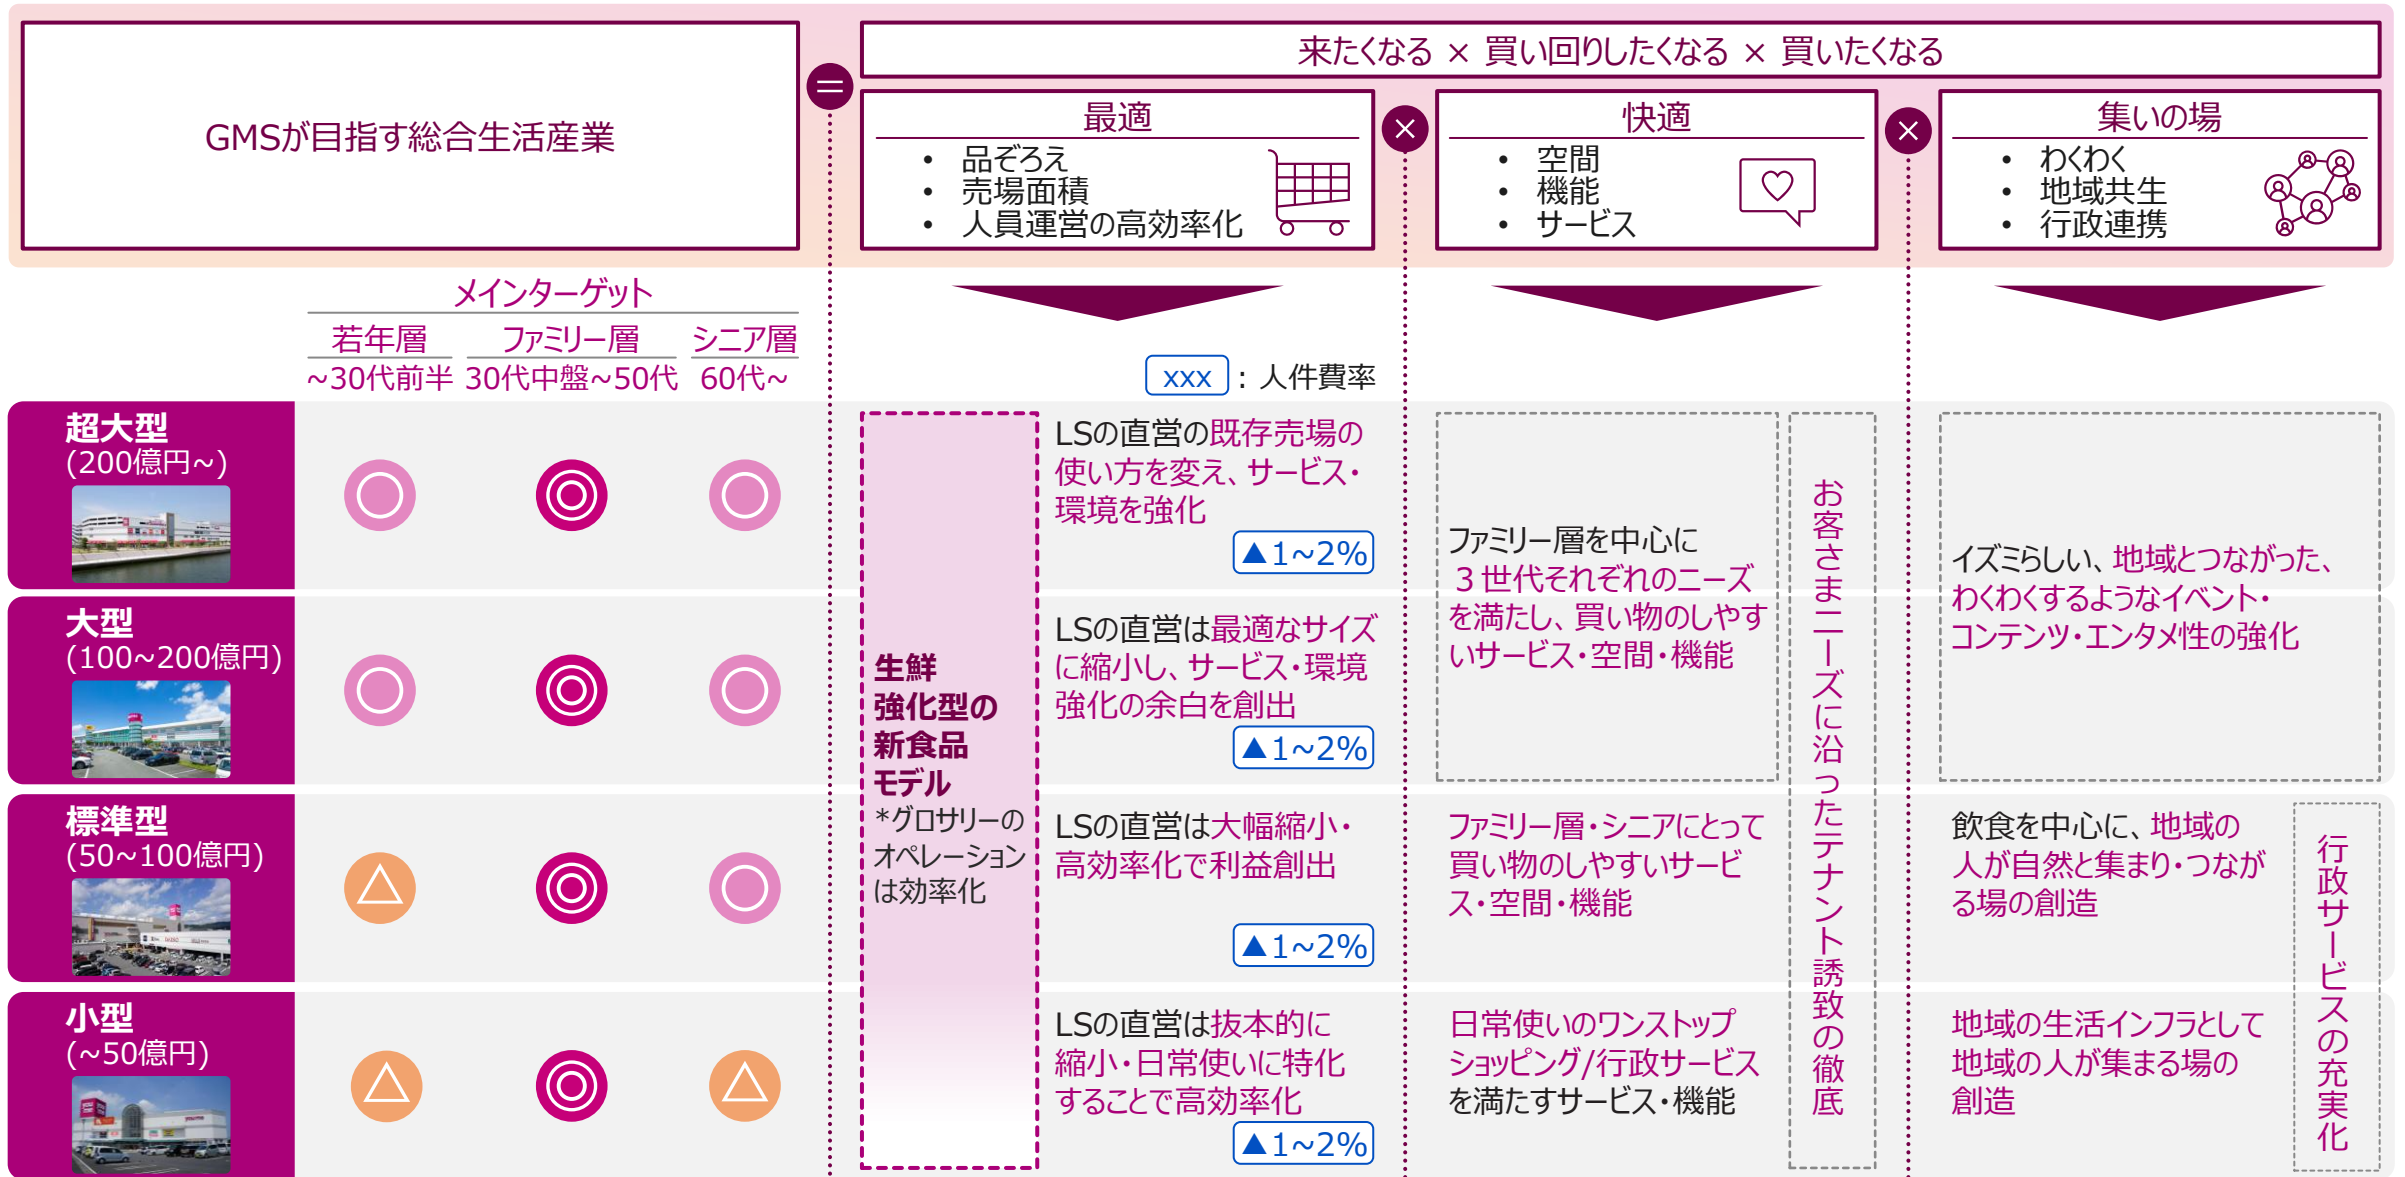 GMSが目指す総合生活産業
=
来たくなる × 買い回りしたくなる × 買いたくなる
最適
• 品ぞろえ
• 売場面積
• 人員運営の高効率化
×
快適
• 空間
• 機能
• サービス
×
集いの場
• わくわく
• 地域共生
• 行政連携
メインターゲット
若年層
~30代前半
ファミリー層
30代中盤~50代
シニア層
60代~
xxx : 人件費率
超大型
(200億円~)
大型
(100~200億円)
標準型
(50~100億円)
小型
(~50億円)
生鮮
強化型の
新食品
モデル
*グロサリーの
オペレーション
は効率化
LSの直営の既存売場の
使い方を変え、サービス・
環境を強化
▲1~2%
LSの直営は最適なサイズ
に縮小し、サービス・環境
強化の余白を創出
▲1~2%
LSの直営は大幅縮小・
高効率化で利益創出
▲1~2%
LSの直営は抜本的に
縮小・日常使いに特化
することで高効率化
▲1~2%
ファミリー層を中心に
３世代それぞれのニーズ
を満たし、買い物のしやす
いサービス・空間・機能
ファミリー層・シニアにとって
買い物のしやすいサービ
ス・空間・機能
日常使いのワンストップ
ショッピング/行政サービス
を満たすサービス・機能
お客さまニーズに沿ったテナント誘致の徹底
イズミらしい、地域とつながった、
わくわくするようなイベント・
コンテンツ・エンタメ性の強化
飲食を中心に、地域の
人が自然と集まり・つなが
る場の創造
地域の生活インフラとして
地域の人が集まる場の
創造
行政サービスの充実化